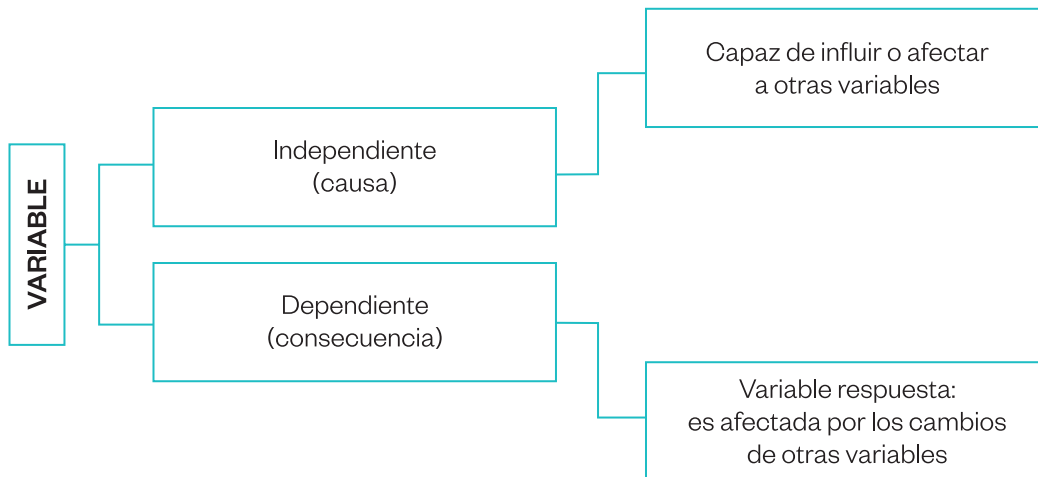 VARIABLE
Independiente
(causa)
Capaz de influir o afectar
a otras variables
Dependiente
(consecuencia)
Variable respuesta:
es afectada por los cambios
de otras variables